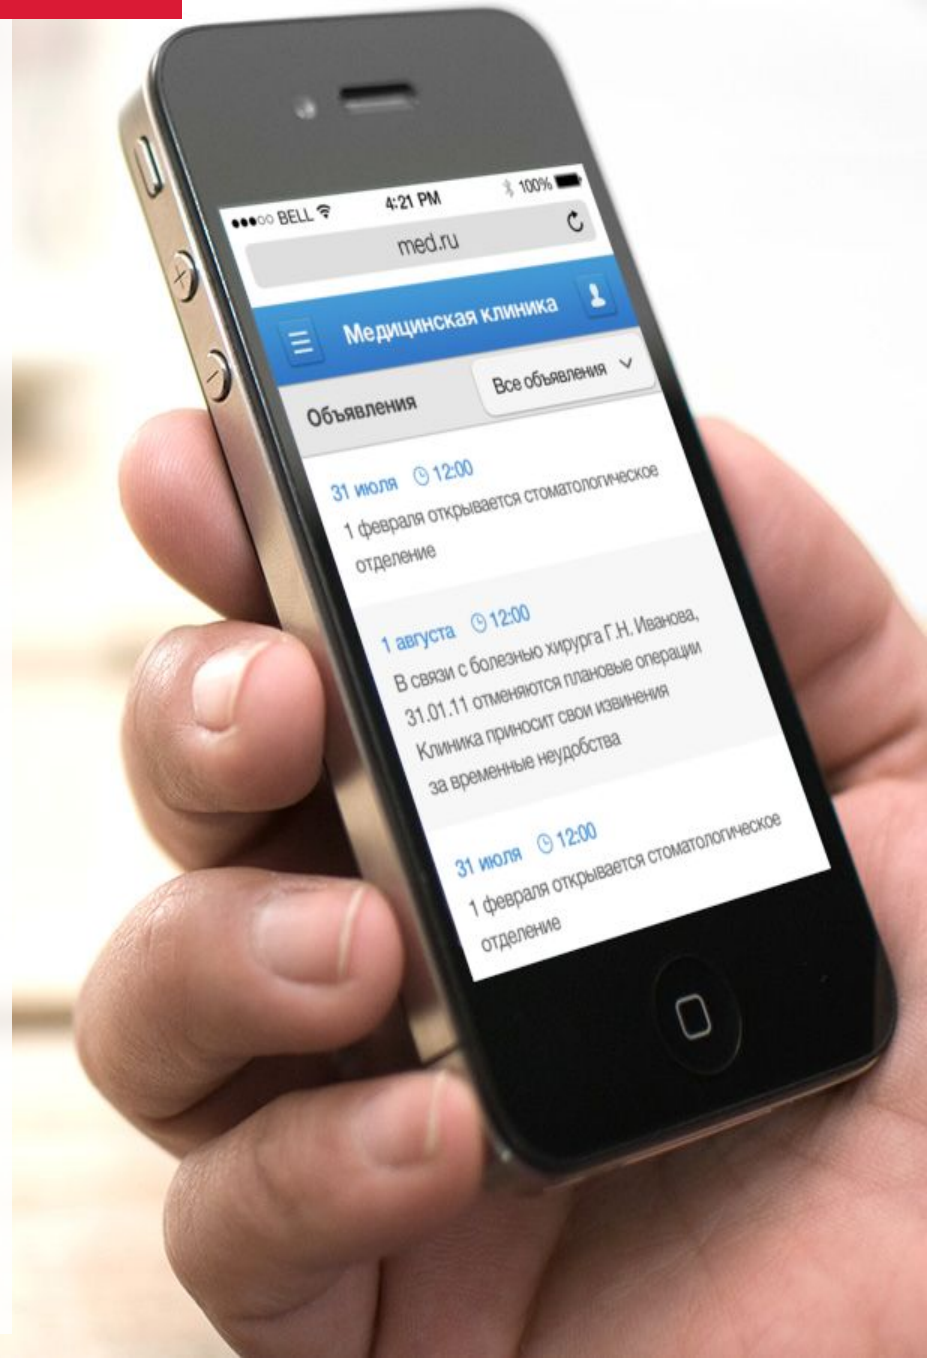 ●●●○○ BELL 4:21 PM 100%
med.ru
Медицинская клиника
Объявления Все объявления
31 июля 12:00
1 февраля открывается стоматологическое
отделение
1 августа 12:00
В связи с болезнью хирурга Г.Н. Иванова,
31.01.11 отменяются плановые операции
Клиника приносит свои извинения
за временные неудобства
31 июля 12:00
1 февраля открывается стоматологическое
отделение